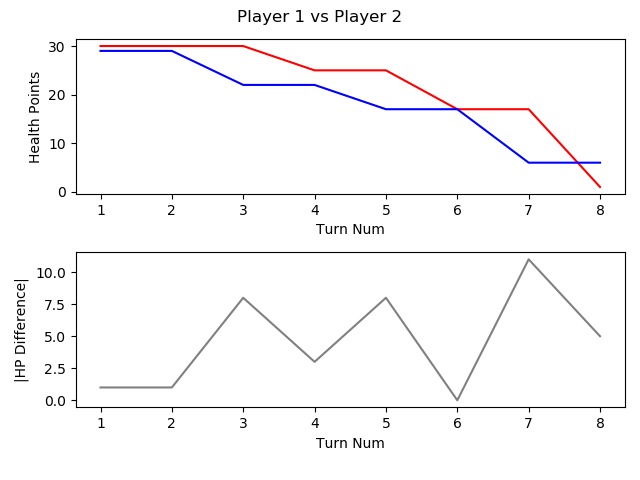 Player 1 vs Player 2
30
20
10
0
Health Points
1 2 3 4 5 6 7 8
Turn Num
10.0
7.5
5.0
2.5
0.0
|HP Difference|
1 2 3 4 5 6 7 8
Turn Num